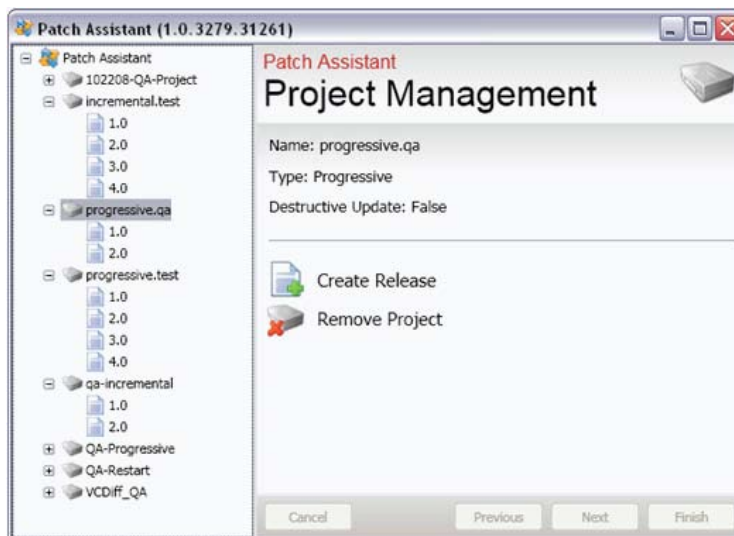 Patch Assistant (1.0.3279.31261)
Patch Assistant
102208-QA-Project
incremental.test
1.0
2.0
3.0
4.0
progressive.qa
1.0
2.0
progressive.test
1.0
2.0
3.0
4.0
qa-incremental
1.0
2.0
QA-Progressive
QA-Restart
VCDiff_QA
Patch Assistant
Project Management
Name: progressive.qa
Type: Progressive
Destructive Update: False
Create Release
Remove Project
Cancel
Previous
Next
Finish